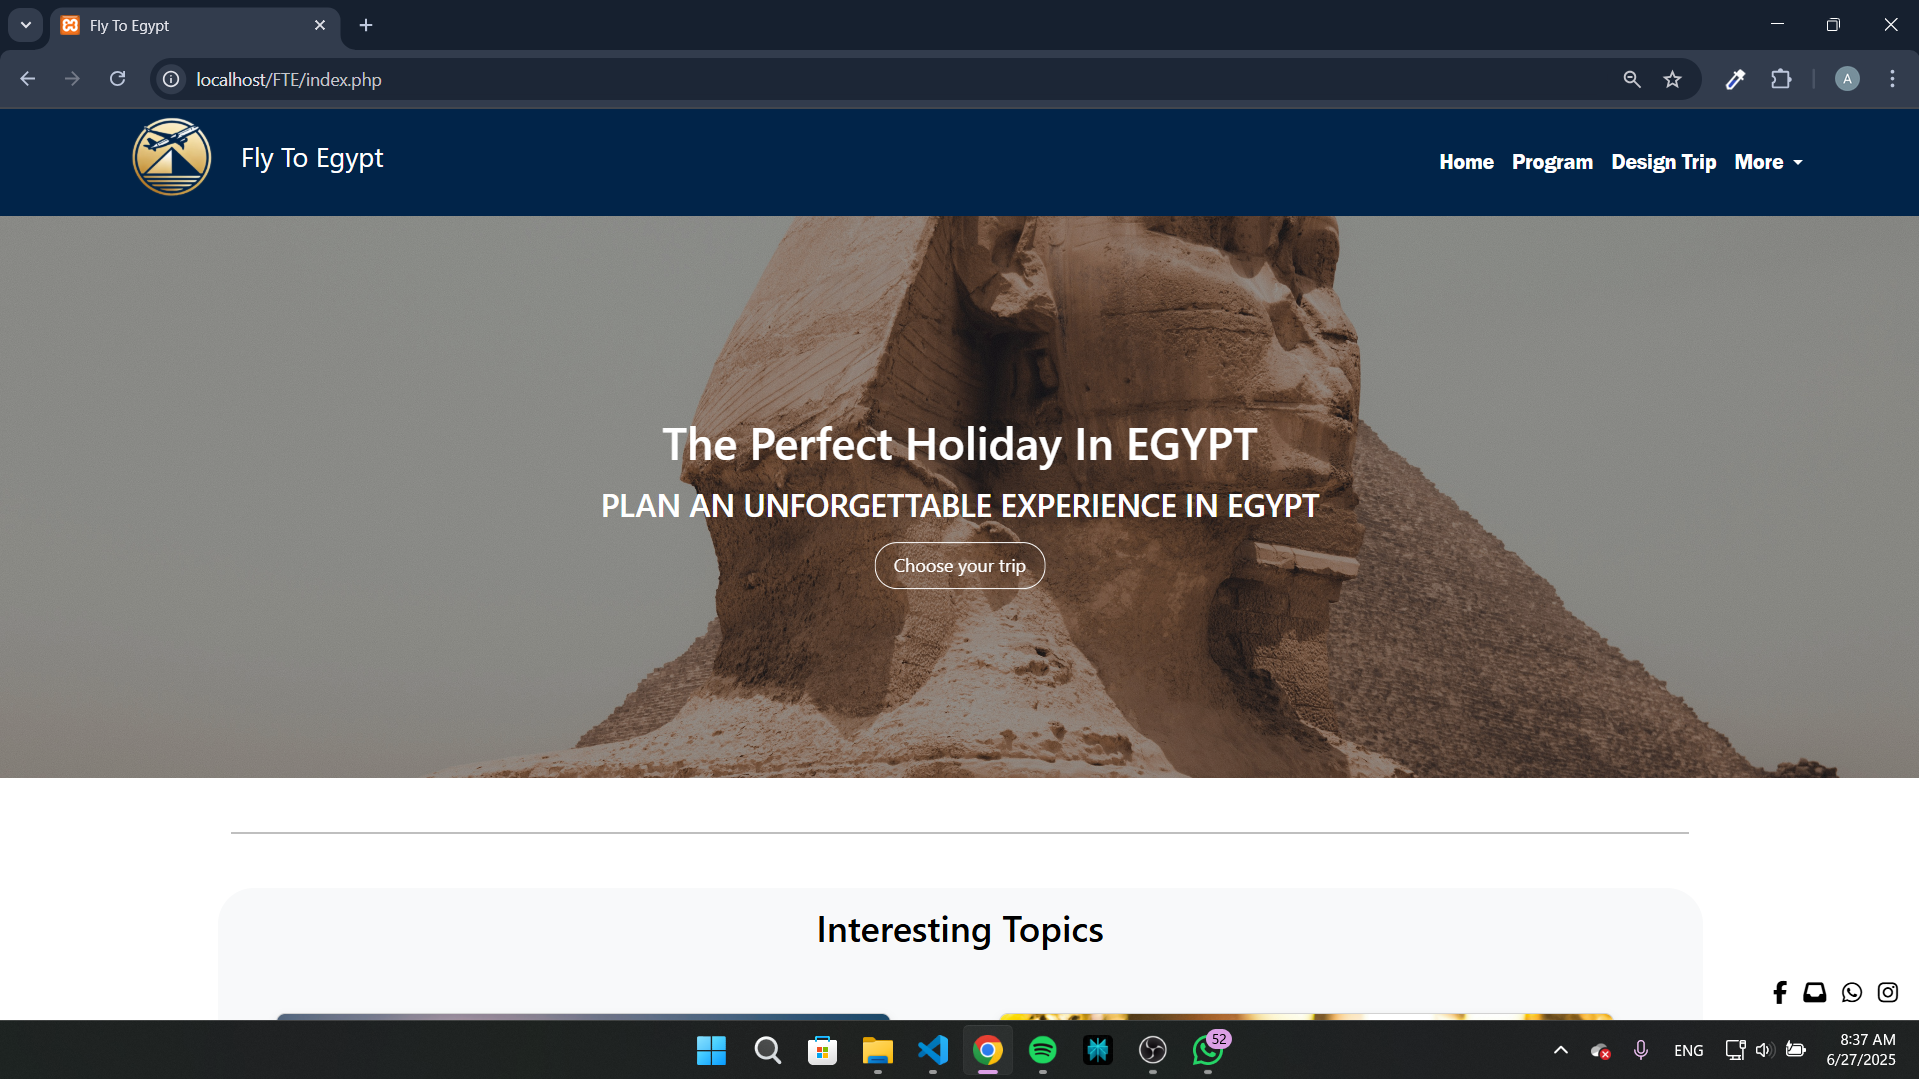 Fly To Egypt
localhost/FTE/index.php
A
Fly To Egypt
Home Program Design Trip More
The Perfect Holiday In EGYPT
PLAN AN UNFORGETTABLE EXPERIENCE IN EGYPT
Choose your trip
Interesting Topics
52
ENG
8:37 AM
6/27/2025